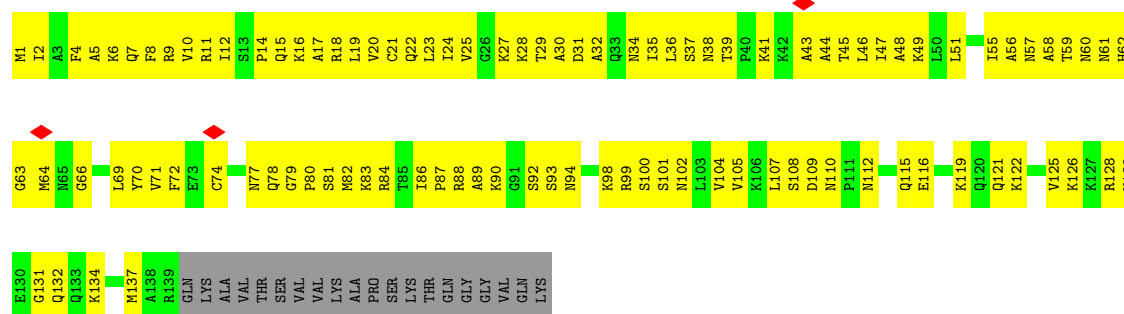 M1 I2 A3 F4 A5 K6 Q7 F8 R9 V10 R11 I12 S13 P14 Q15 K16 A17 R18 L19 V20 C21 Q22 L23 I24 V25 G26 K27 K28 T29 A30 D31 A32 Q33 N34 I35 L36 S37 N38 T39 P40 K41 K42 A43 A44 T45 L46 I47 A48 K49 L50 L51 I55 A56 N57 A58 T59 N60 N61 H62
G63 M64 N65 G66 L69 Y70 V71 F72 E73 C74 N77 Q78 G79 P80 S81 M82 K83 R84 T85 I86 P87 R88 A89 K90 G91 S92 S93 N94 K98 R99 S100 S101 N102 L103 V104 V105 K106 L107 S108 D109 N110 P111 N112 Q115 E116 K119 Q120 Q121 K122 V125 K126 K127 R128
E130 G131 Q132 Q133 K134 M137 A138 R139 GLN LYS ALA VAL THR SER VAL VAL LYS ALA PRO SER LYS THR GLN GLY GLY VAL GLN LYS